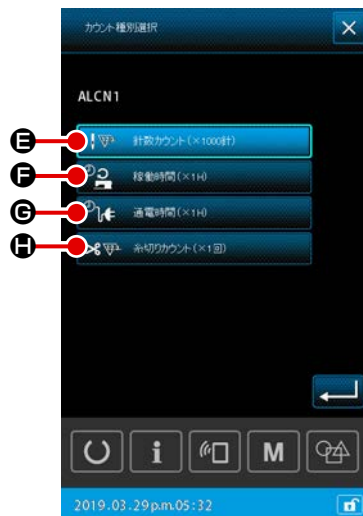 カウント種別選択
ALCN1
E
計数カウント(×1000針)
F
稼働時間(×1H)
G
通電時間(×1H)
H
糸切りカウント(×1回)
i
M
2019.03.29p.m.05:32